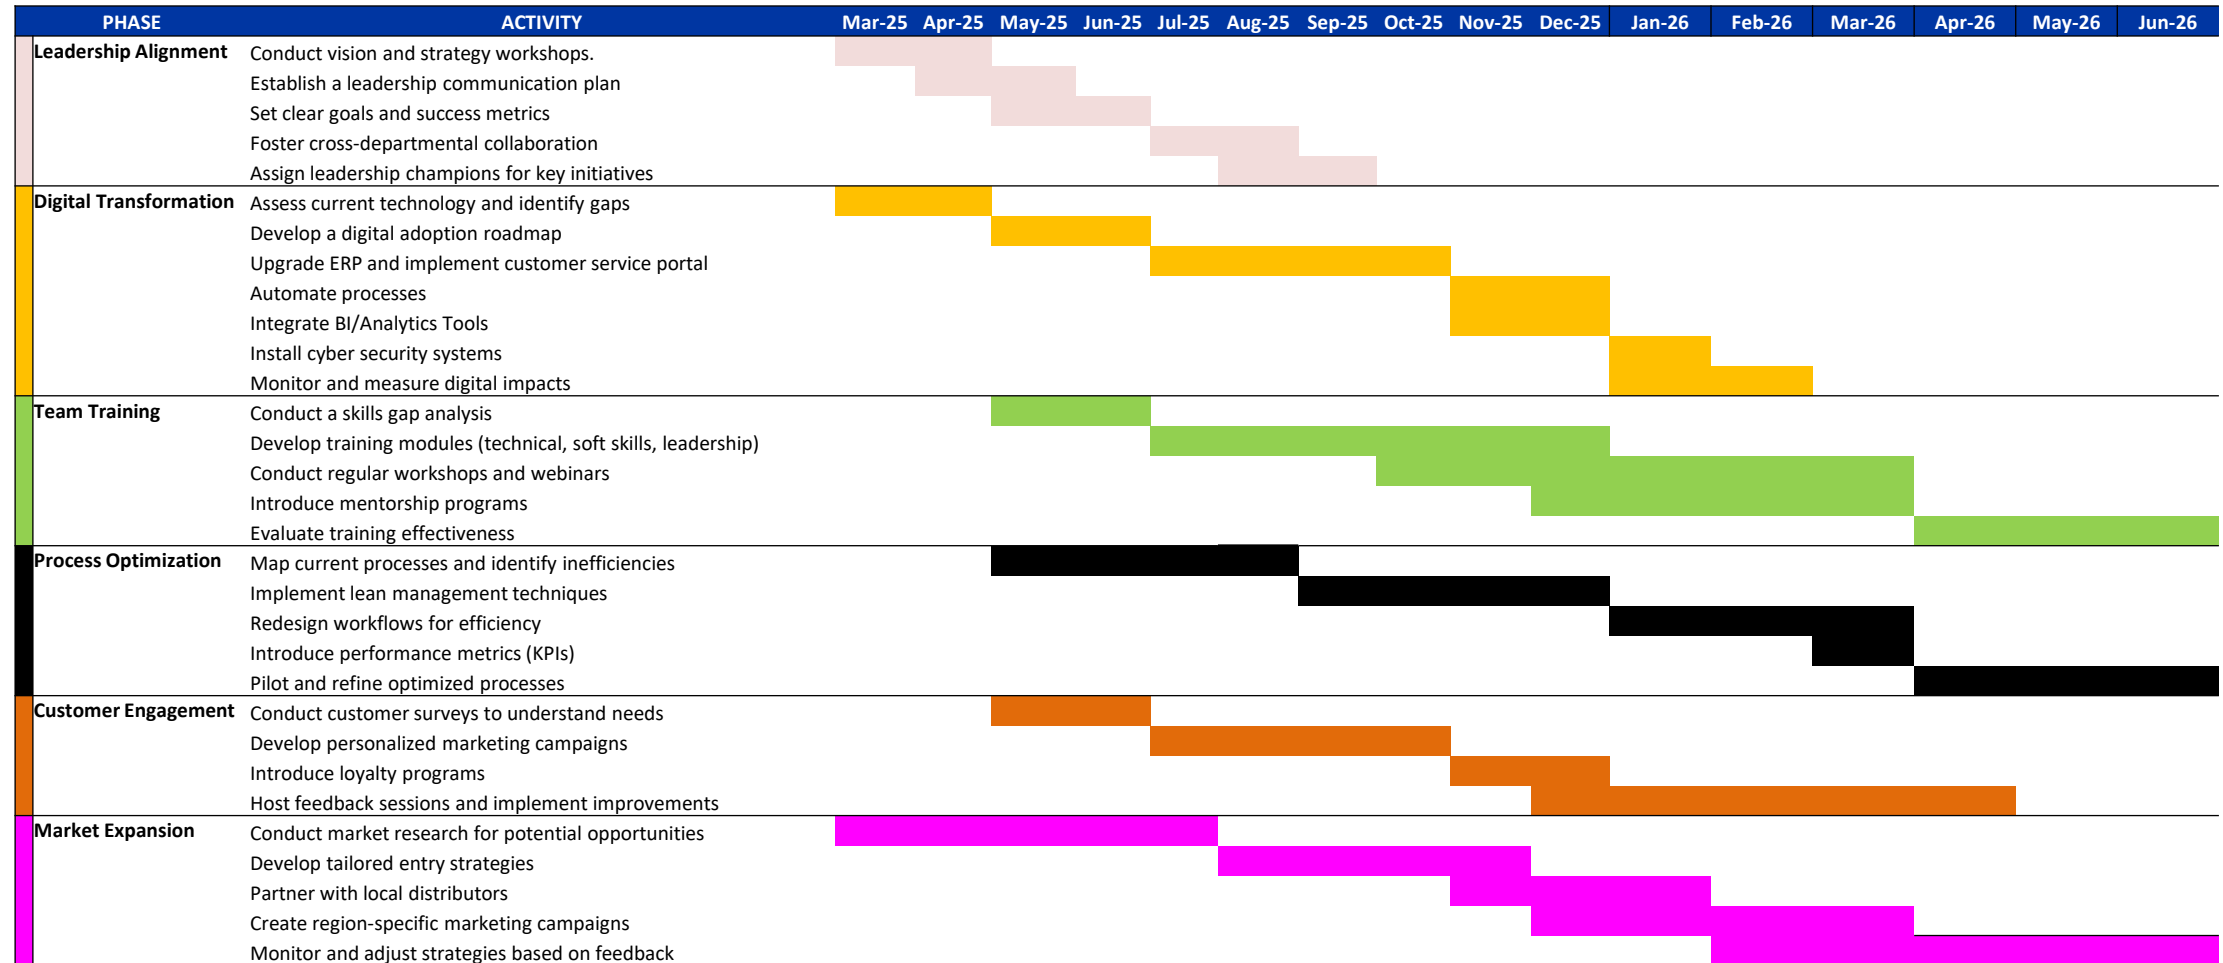 PHASE ACTIVITY Mar-25 Apr-25 May-25 Jun-25 Jul-25 Aug-25 Sep-25 Oct-25 Nov-25 Dec-25 Jan-26 Feb-26 Mar-26 Apr-26 May-26 Jun-26
Leadership Alignment Conduct vision and strategy workshops.
Establish a leadership communication plan
Set clear goals and success metrics
Foster cross-departmental collaboration
Assign leadership champions for key initiatives
Digital Transformation Assess current technology and identify gaps
Develop a digital adoption roadmap
Upgrade ERP and implement customer service portal
Automate processes
Integrate BI/Analytics Tools
Install cyber security systems
Monitor and measure digital impacts
Team Training Conduct a skills gap analysis
Develop training modules (technical, soft skills, leadership)
Conduct regular workshops and webinars
Introduce mentorship programs
Evaluate training effectiveness
Process Optimization Map current processes and identify inefficiencies
Implement lean management techniques
Redesign workflows for efficiency
Introduce performance metrics (KPIs)
Pilot and refine optimized processes
Customer Engagement Conduct customer surveys to understand needs
Develop personalized marketing campaigns
Introduce loyalty programs
Host feedback sessions and implement improvements
Market Expansion Conduct market research for potential opportunities
Develop tailored entry strategies
Partner with local distributors
Create region-specific marketing campaigns
Monitor and adjust strategies based on feedback